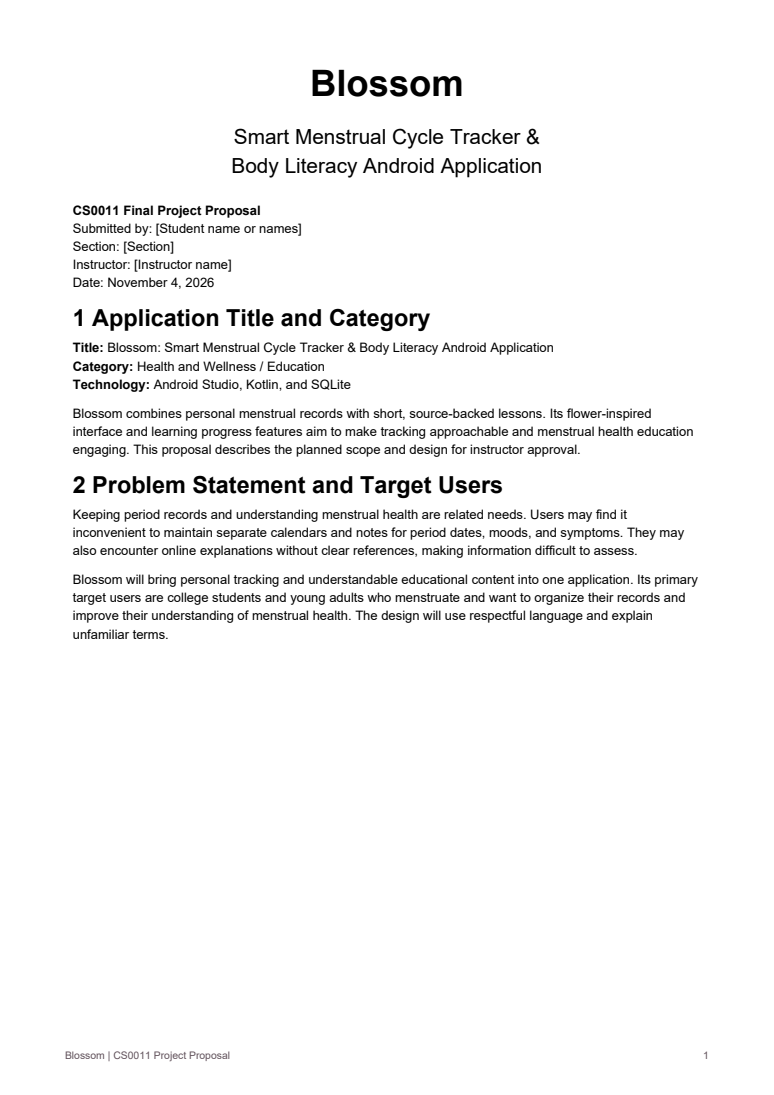 Blossom
Smart Menstrual Cycle Tracker &
Body Literacy Android Application
CS0011 Final Project Proposal
Submitted by: [Student name or names]
Section: [Section]
Instructor: [Instructor name]
Date: November 4, 2026
1 Application Title and Category
Title: Blossom: Smart Menstrual Cycle Tracker & Body Literacy Android Application
Category: Health and Wellness / Education
Technology: Android Studio, Kotlin, and SQLite
Blossom combines personal menstrual records with short, source-backed lessons. Its flower-inspired
interface and learning progress features aim to make tracking approachable and menstrual health education
engaging. This proposal describes the planned scope and design for instructor approval.
2 Problem Statement and Target Users
Keeping period records and understanding menstrual health are related needs. Users may find it
inconvenient to maintain separate calendars and notes for period dates, moods, and symptoms. They may
also encounter online explanations without clear references, making information difficult to assess.
Blossom will bring personal tracking and understandable educational content into one application. Its primary
target users are college students and young adults who menstruate and want to organize their records and
improve their understanding of menstrual health. The design will use respectful language and explain
unfamiliar terms.
Blossom | CS0011 Project Proposal
1